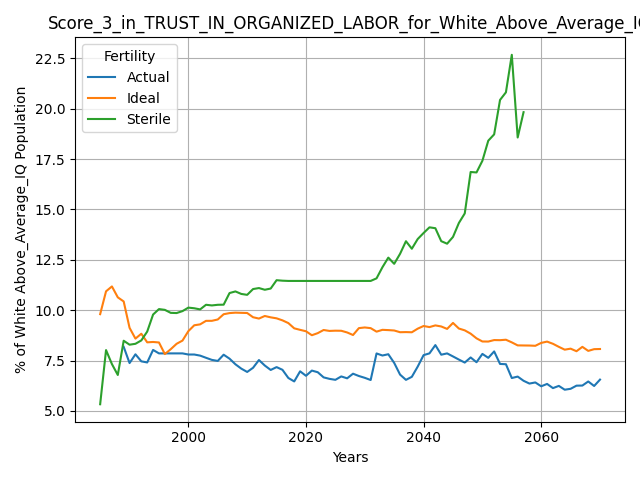 Score_3_in_TRUST_IN_ORGANIZED_LABOR_for_White_Above_Average_IQ
Fertility
Actual
Ideal
Sterile
% of White Above_Average_IQ Population
22.5
20.0
17.5
15.0
12.5
10.0
7.5
5.0
2000
2020
2040
2060
Years